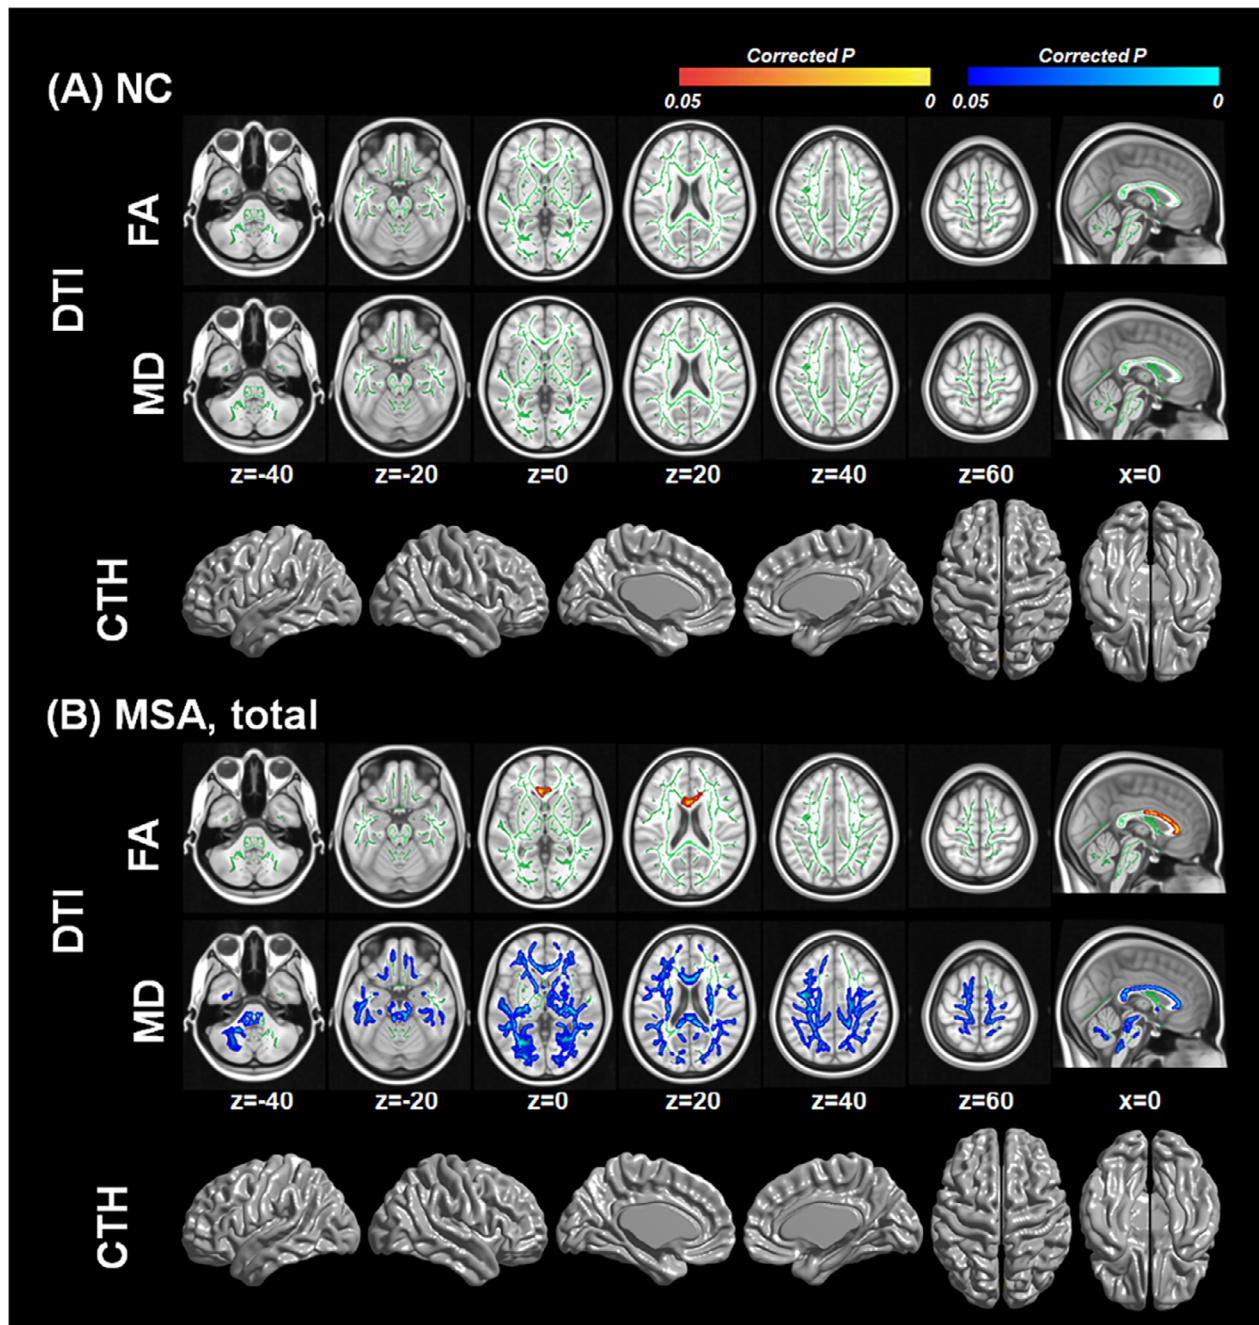 Corrected P Corrected P
(A) NC
0.05 0 0.05 0
FA
DTI
MD
z=-40 z=-20 z=0 z=20 z=40 z=60 x=0
CTH
(B) MSA, total
FA
DTI
MD
z=-40 z=-20 z=0 z=20 z=40 z=60 x=0
CTH